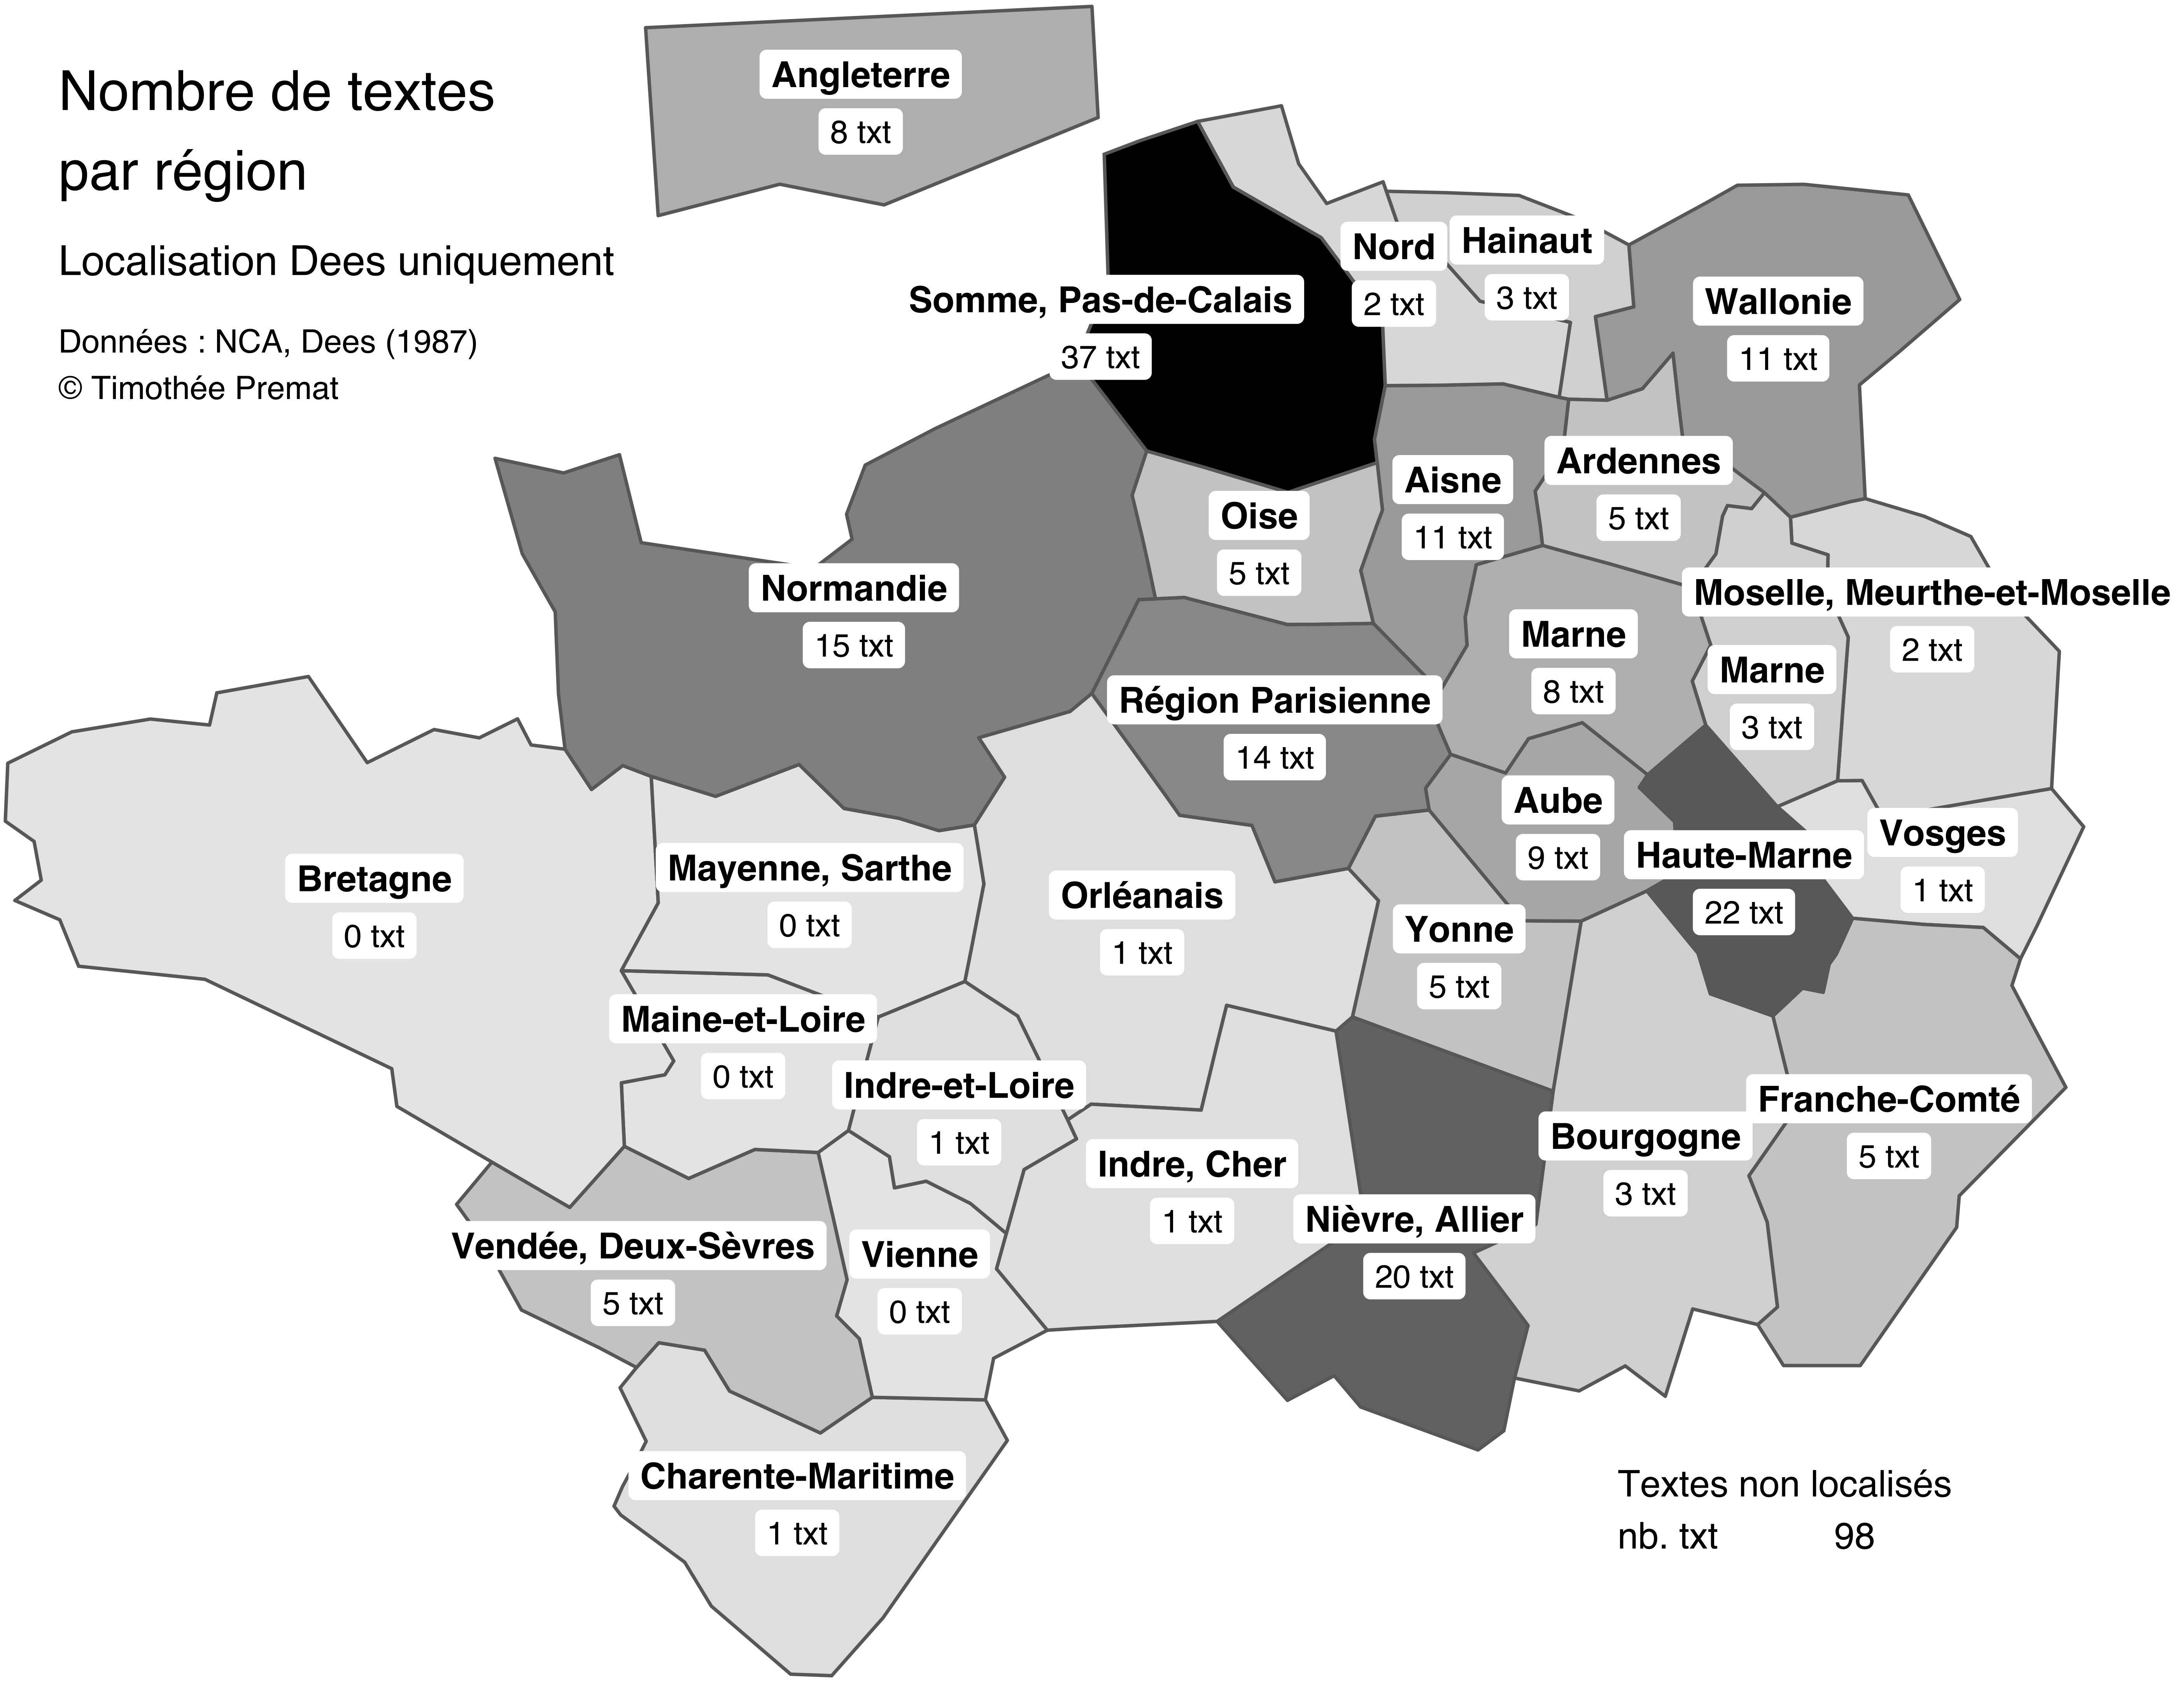 Nombre de textes
par région
Localisation Dees uniquement
Données : NCA, Dees (1987)
© Timothée Premat
Angleterre
8 txt
Somme, Pas-de-Calais
37 txt
Nord
2 txt
Hainaut
3 txt
Wallonie
11 txt
Normandie
15 txt
Oise
5 txt
Aisne
11 txt
Ardennes
5 txt
Moselle, Meurthe-et-Moselle
2 txt
Marne
8 txt
Marne
3 txt
Région Parisienne
14 txt
Aube
9 txt
Haute-Marne
22 txt
Vosges
1 txt
Bretagne
0 txt
Mayenne, Sarthe
0 txt
Orléanais
1 txt
Yonne
5 txt
Maine-et-Loire
0 txt
Indre-et-Loire
1 txt
Indre, Cher
1 txt
Nièvre, Allier
20 txt
Bourgogne
3 txt
Franche-Comté
5 txt
Vendée, Deux-Sèvres
5 txt
Vienne
0 txt
Charente-Maritime
1 txt
Textes non localisés
nb. txt 98